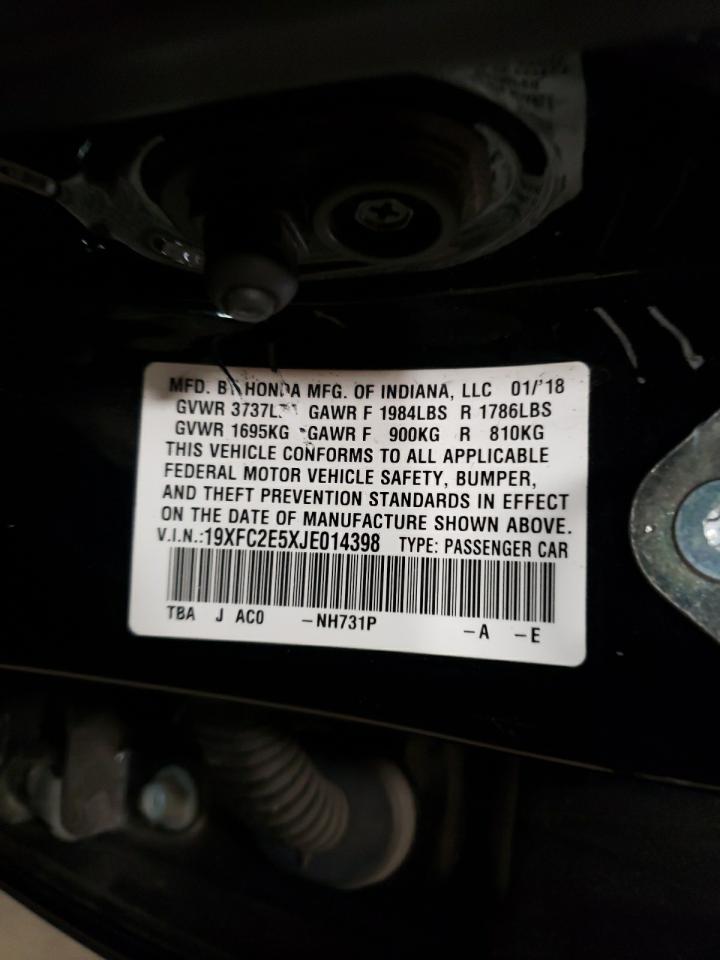 MFD. BY HONDA MFG. OF INDIANA, LLC 01/'18
GVWR 3737L GAWR F 1984LBS R 1786LBS
GVWR 1695KG GAWR F 900KG R 810KG
THIS VEHICLE CONFORMS TO ALL APPLICABLE
FEDERAL MOTOR VEHICLE SAFETY, BUMPER,
AND THEFT PREVENTION STANDARDS IN EFFECT
ON THE DATE OF MANUFACTURE SHOWN ABOVE.
V.I.N.:19XFC2E5XJE014398 TYPE: PASSENGER CAR
TBA J AC0 –NH731P –A –E